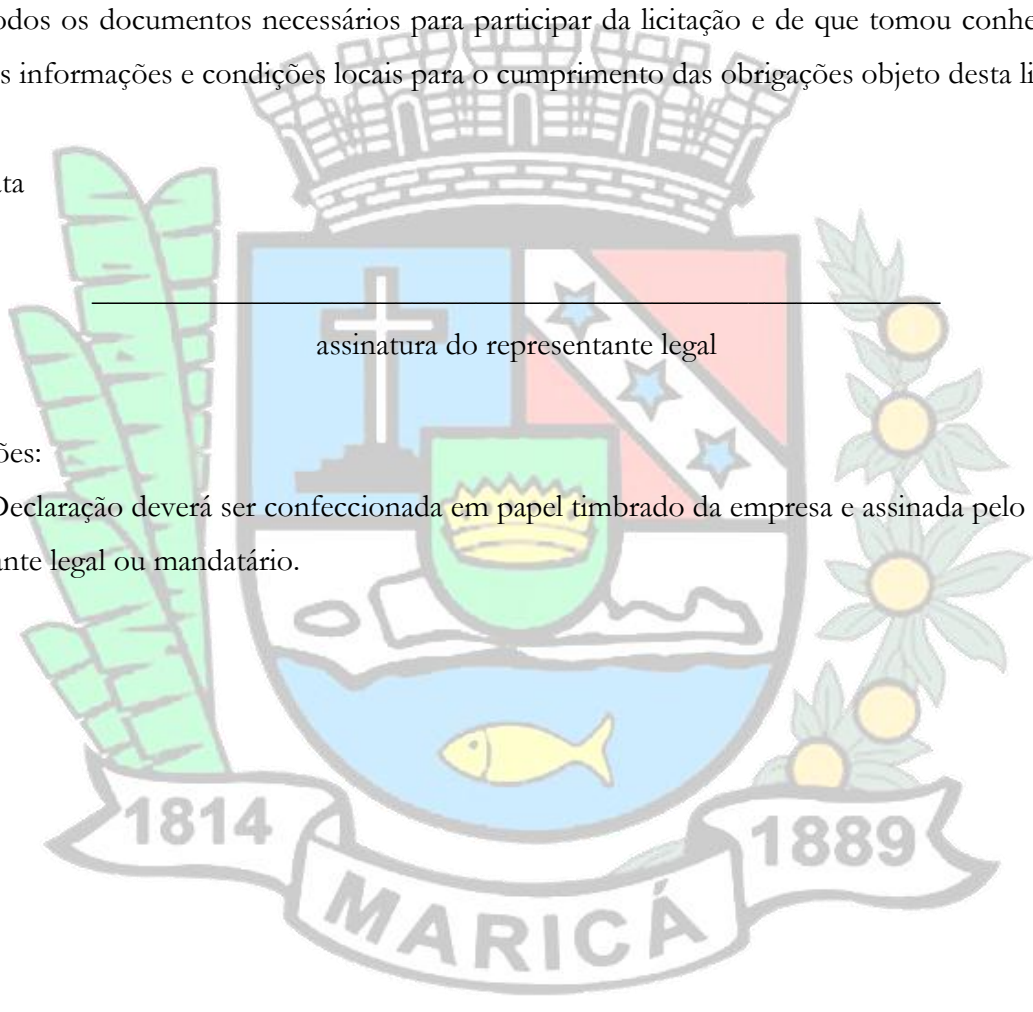 odos os documentos necessários para participar da licitação e de que tomou conhe
s informações e condições locais para o cumprimento das obrigações objeto desta li
ta
assinatura do representante legal
ões:
Declaração deverá ser confeccionada em papel timbrado da empresa e assinada pelo
ante legal ou mandatário.
1814
1889
MARICÁ